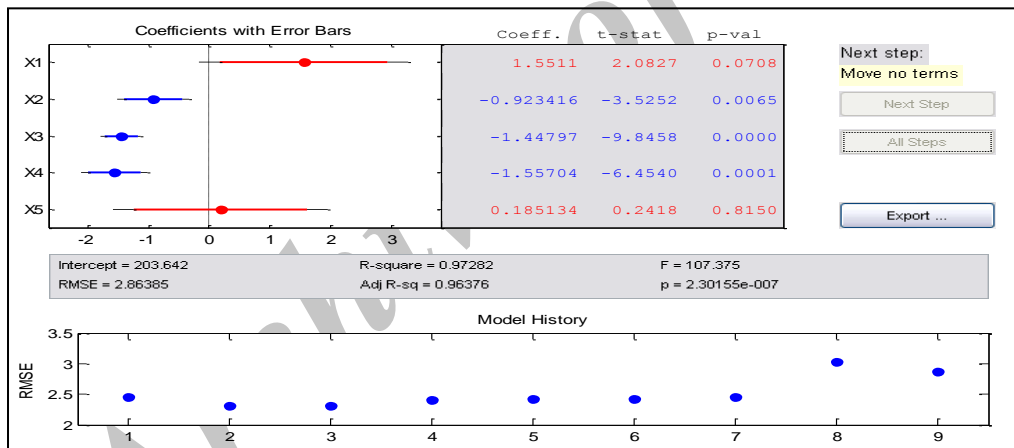 Coefficients with Error Bars
Coeff. t-stat p-val
X1 1.5511 2.0827 0.0708
X2 -0.923416 -3.5252 0.0065
X3 -1.44797 -9.8458 0.0000
X4 -1.55704 -6.4540 0.0001
X5 0.185134 0.2418 0.8150
-2 -1 0 1 2 3
Next step:
Move no terms
Next Step
All Steps
Export ...
Intercept = 203.642 R-square = 0.97282 F = 107.375
RMSE = 2.86385 Adj R-sq = 0.96376 p = 2.30155e-007
Model History
RMSE
3.5
3
2.5
2
1 2 3 4 5 6 7 8 9